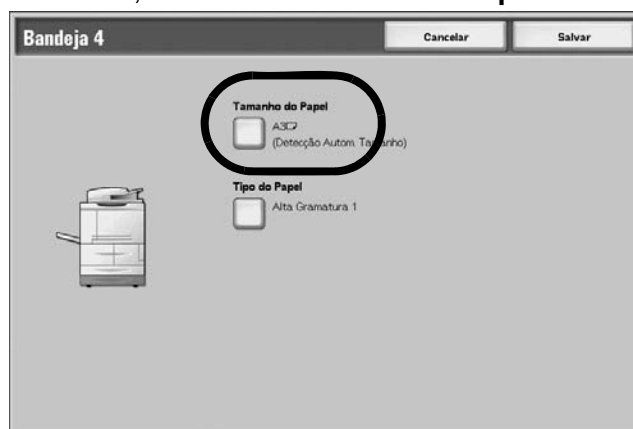 Bandeja 4
Cancelar
Salvar
Tamanho do Papel
A3
(Detecção Autom. Tamanho)
Tipo do Papel
Alta Gramatura 1